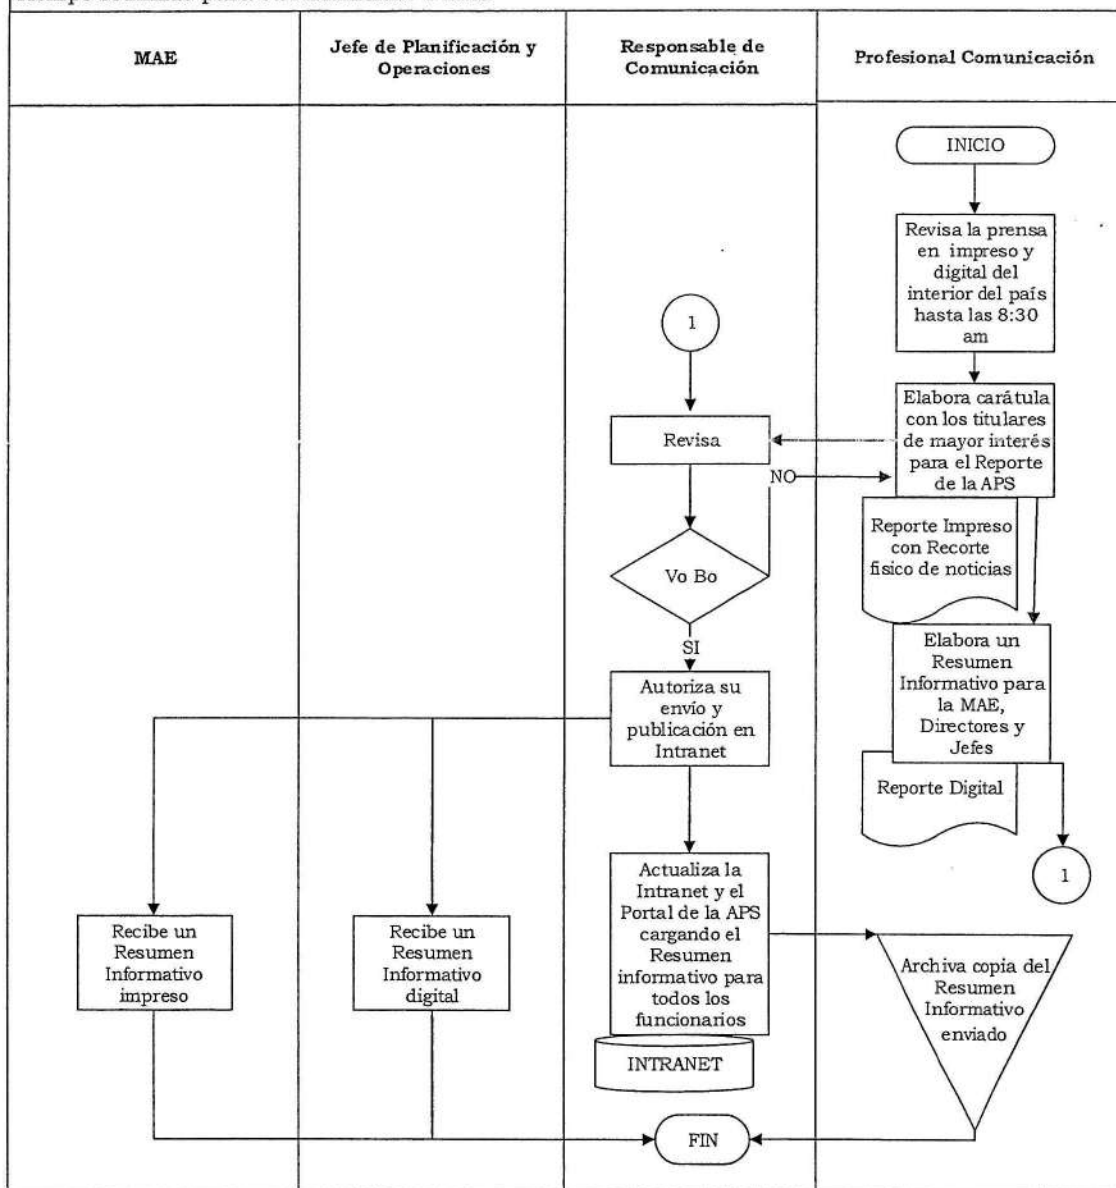 MAE
Jefe de Planificación y
Operaciones
Responsable de
Comunicación
Profesional Comunicación
INICIO
Revisa la prensa
en impreso y
digital del
interior del país
hasta las 8:30
am
1
Elabora carátula
con los titulares
de mayor interés
para el Reporte
de la APS
Revisa
NO
Reporte Impreso
con Recorte
fisico de noticias
Vo Bo
SI
Elabora un
Resumen
Informativo para
la MAE,
Directores y
Jefes
Autoriza su
envío y
publicación en
Intranet
Reporte Digital
1
Actualiza la
Intranet y el
Portal de la APS
cargando el
Resumen
informativo para
todos los
funcionarios
Recibe un
Resumen
Informativo
impreso
Recibe un
Resumen
Informativo
digital
Archiva copia del
Resumen
Informativo
enviado
INTRANET
FIN